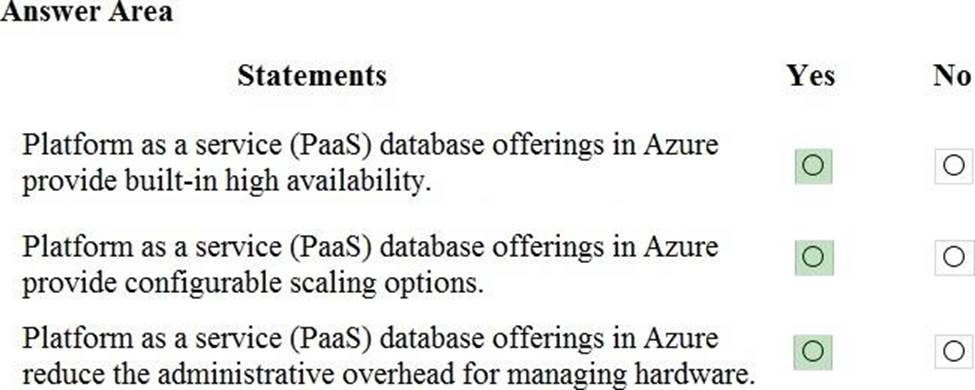 Answer Area
Statements Yes No
Platform as a service (PaaS) database offerings in Azure
provide built-in high availability.
Platform as a service (PaaS) database offerings in Azure
provide configurable scaling options.
Platform as a service (PaaS) database offerings in Azure
reduce the administrative overhead for managing hardware.